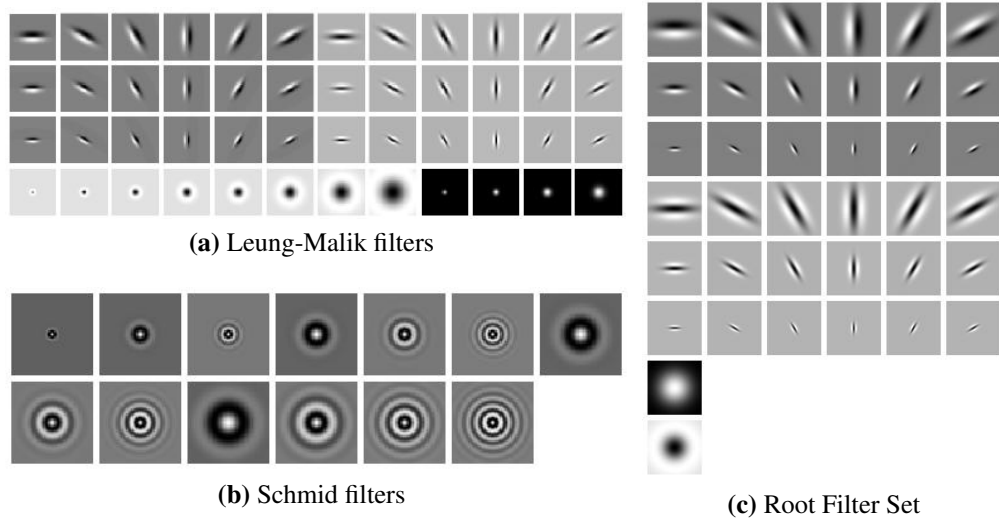 (a) Leung-Malik filters
(b) Schmid filters
(c) Root Filter Set